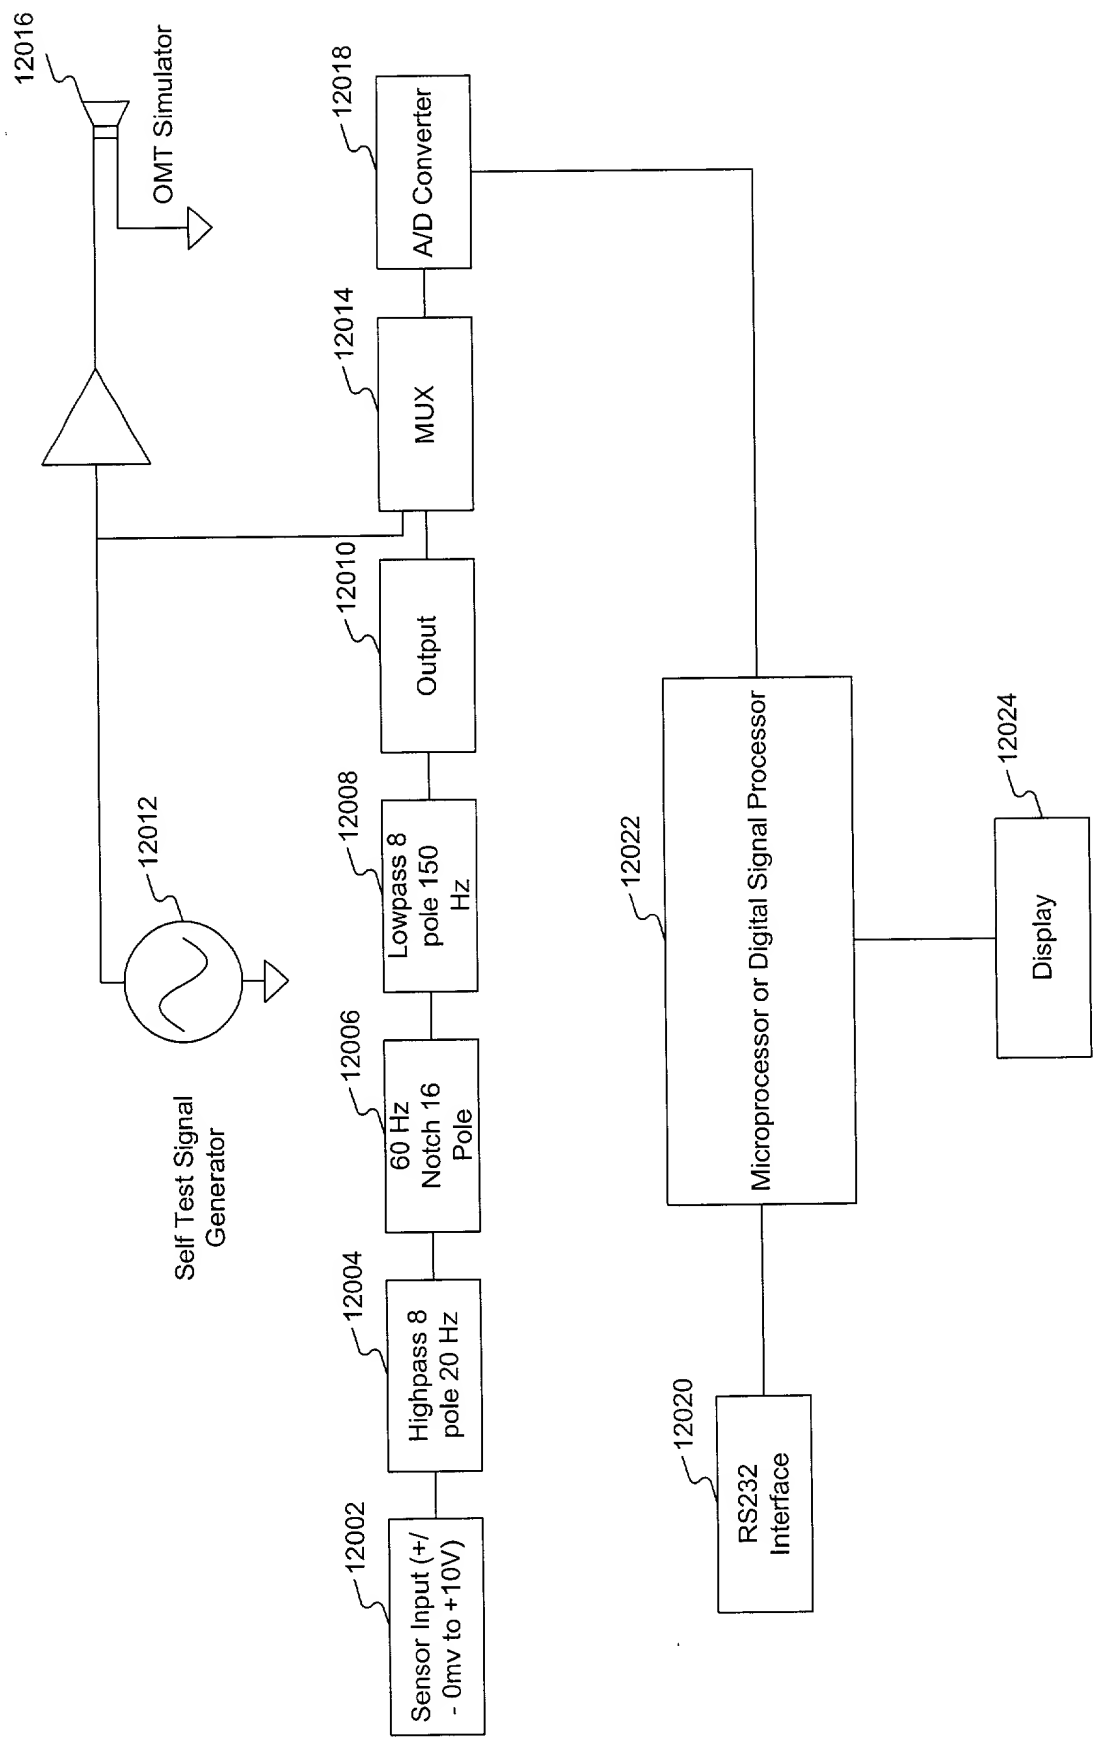 12016
OMT Simulator
12012
Self Test Signal
Generator
12002
Sensor Input (+/
- 0mv to +10V)
12004
Highpass 8
pole 20 Hz
12006
60 Hz
Notch 16
Pole
12008
Lowpass 8
pole 150
Hz
12010
Output
12014
MUX
12018
A/D Converter
12020
RS232
Interface
12022
Microprocessor or Digital Signal Processor
12024
Display